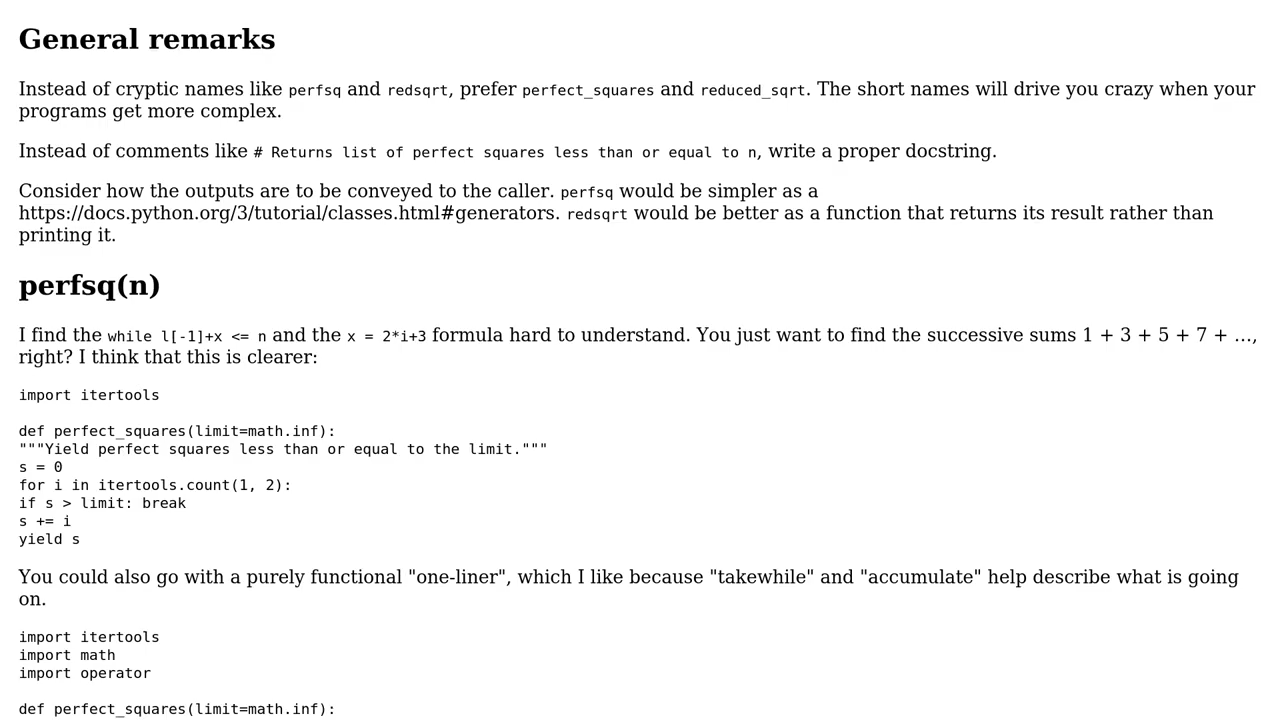 General remarks
Instead of cryptic names like perfsq and redsqrt, prefer perfect_squares and reduced_sqrt. The short names will drive you crazy when your
programs get more complex.
Instead of comments like # Returns list of perfect squares less than or equal to n, write a proper docstring.
Consider how the outputs are to be conveyed to the caller. perfsq would be simpler as a
https://docs.python.org/3/tutorial/classes.html#generators. redsqrt would be better as a function that returns its result rather than
printing it.
perfsq(n)
I find the while l[-1]+x <= n and the x = 2*i+3 formula hard to understand. You just want to find the successive sums 1 + 3 + 5 + 7 + …,
right? I think that this is clearer:
import itertools
def perfect_squares(limit=math.inf):
"""Yield perfect squares less than or equal to the limit."""
s = 0
for i in itertools.count(1, 2):
if s > limit: break
s += i
yield s
You could also go with a purely functional "one-liner", which I like because "takewhile" and "accumulate" help describe what is going
on.
import itertools
import math
import operator
def perfect_squares(limit=math.inf):